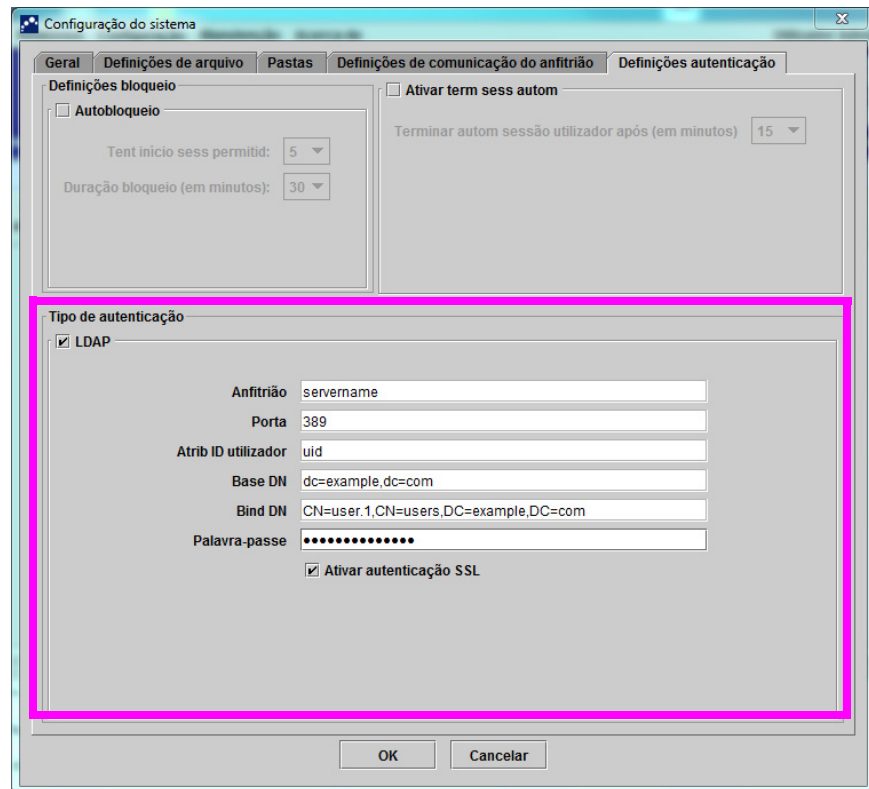 Configuração do sistema
Geral
Definições de arquivo
Pastas
Definições de comunicação do anfitrião
Definições autenticação
Definições bloqueio
Autobloqueio
Tent início sess permitid: 5
Duração bloqueio (em minutos): 30
Ativar term sess autom
Terminar autom sessão utilizador após (em minutos) 15
Tipo de autenticação
LDAP
Anfitrião servername
Porta 389
Atrib ID utilizador uid
Base DN dc=example,dc=com
Bind DN CN=user.1,CN=users,DC=example,DC=com
Palavra-passe ••••••••••••••
Ativar autenticação SSL
OK
Cancelar